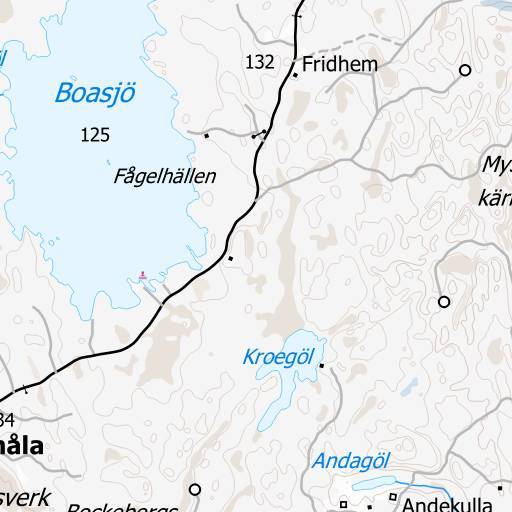 132
Fridhem
Boasjö
125
Fågelhällen
Kroegöl
Andagöl
Andekulla